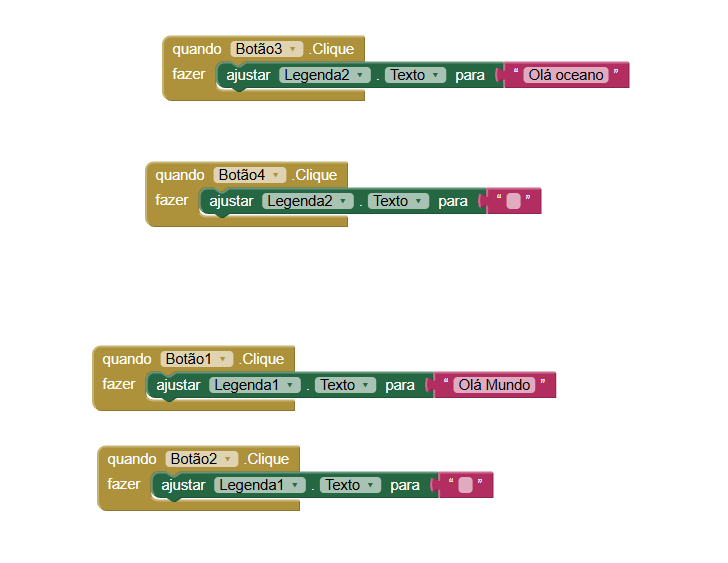 quando Botão3 .Clique
fazer ajustar Legenda2 . Texto para “ Olá oceano ”
quando Botão4 .Clique
fazer ajustar Legenda2 . Texto para “ ”
quando Botão1 .Clique
fazer ajustar Legenda1 . Texto para “ Olá Mundo ”
quando Botão2 .Clique
fazer ajustar Legenda1 . Texto para “ ”